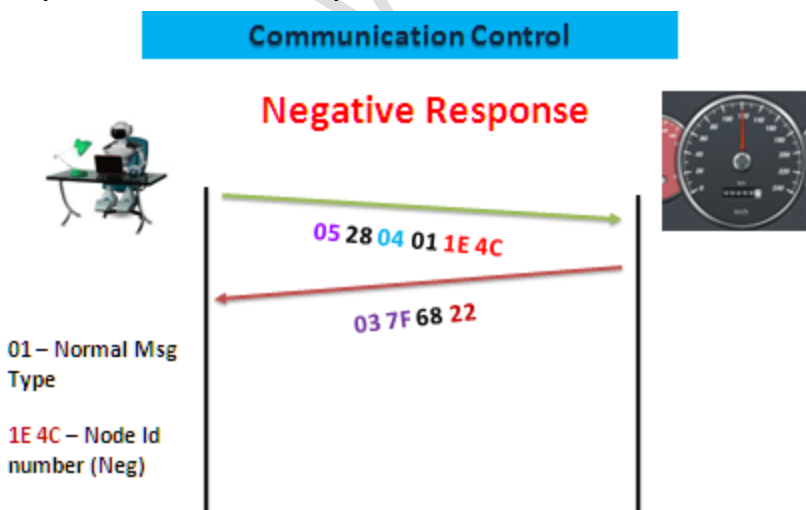 Communication Control
Negative Response
05 28 04 01 1E 4C
03 7F 68 22
01 – Normal Msg
Type
1E 4C – Node Id
number (Neg)